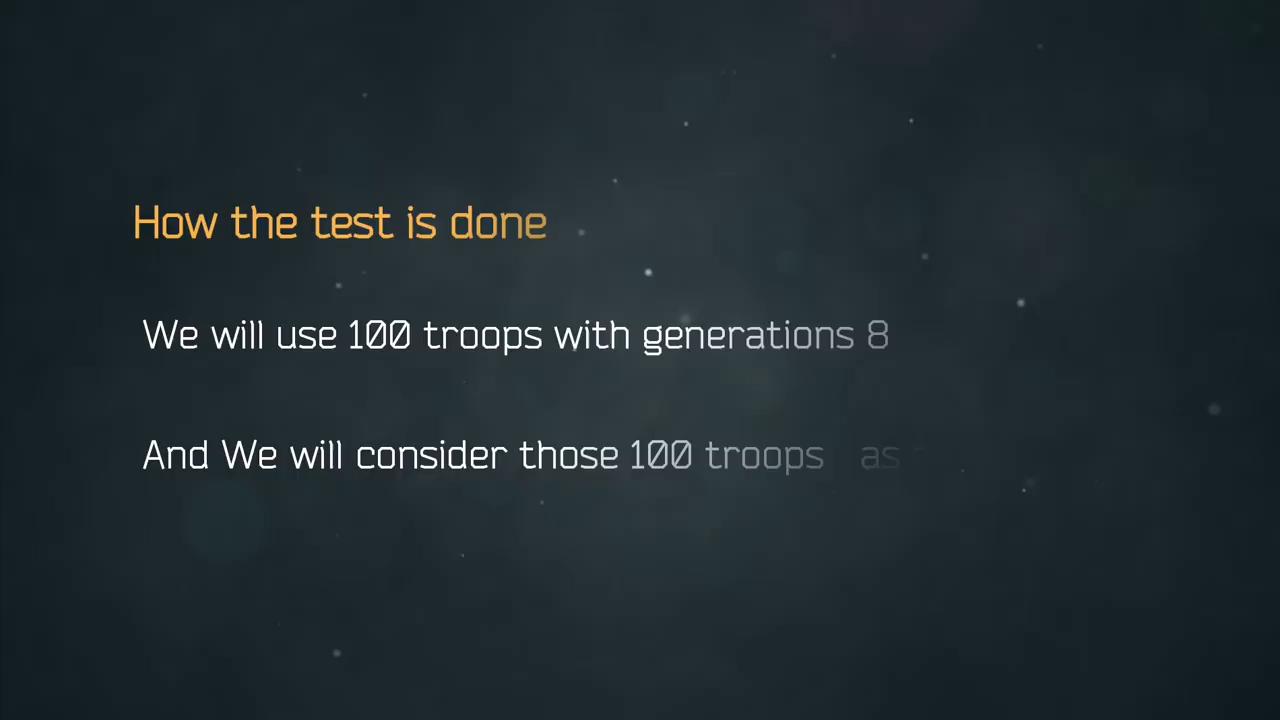 How the test is done
We will use 100 troops with generations 8
And We will consider those 100 troops as